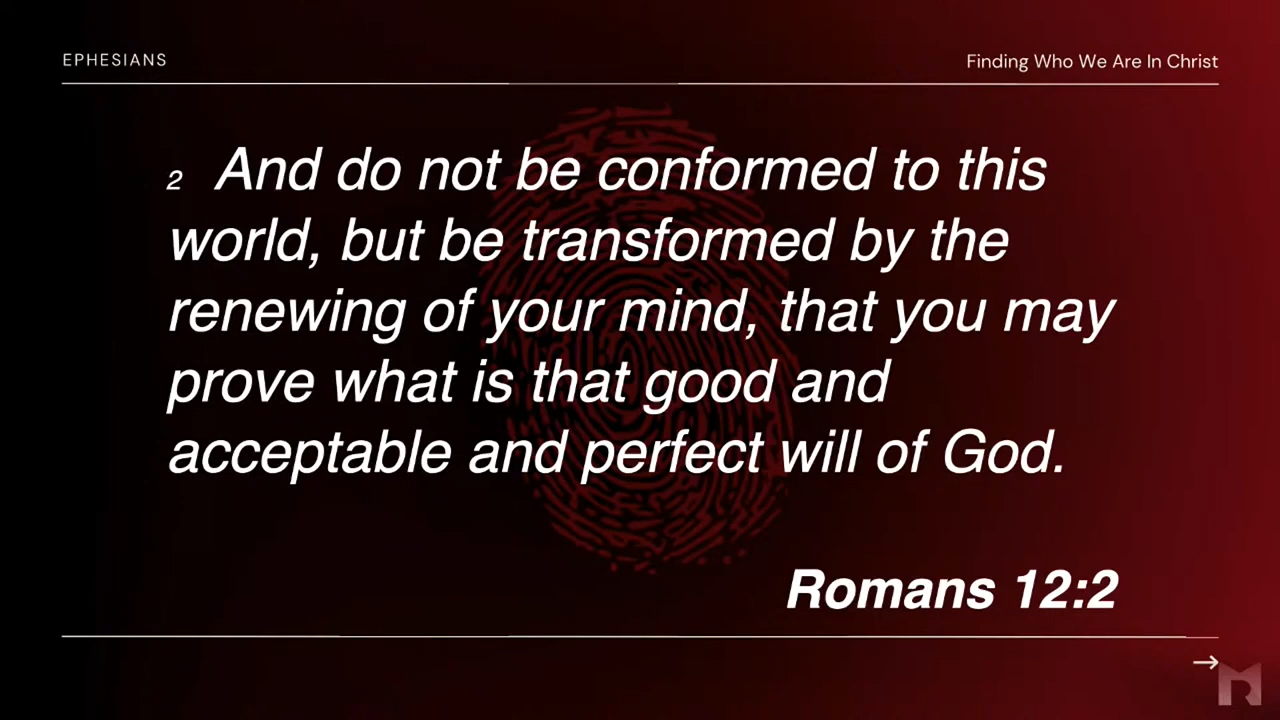 EPHESIANS
Finding Who We Are In Christ
2 And do not be conformed to this
world, but be transformed by the
renewing of your mind, that you may
prove what is that good and
acceptable and perfect will of God.
Romans 12:2